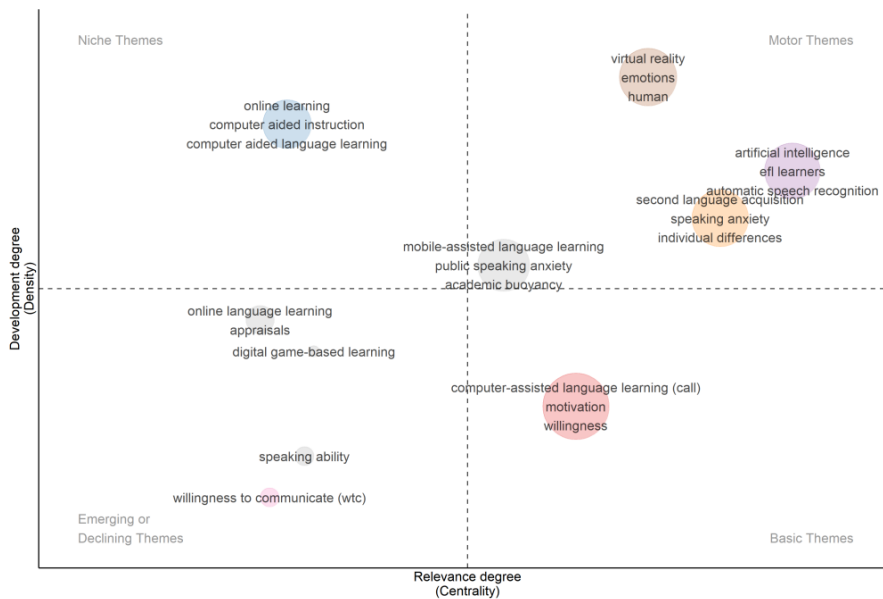 Niche Themes
Motor Themes
virtual reality
emotions
human
online learning
computer aided instruction
computer aided language learning
artificial intelligence
efl learners
automatic speech recognition
second language acquisition
speaking anxiety
individual differences
mobile-assisted language learning
public speaking anxiety
academic buoyancy
Development degree
(Density)
online language learning
appraisals
digital game-based learning
computer-assisted language learning (call)
motivation
willingness
speaking ability
willingness to communicate (wtc)
Emerging or
Declining Themes
Basic Themes
Relevance degree
(Centrality)